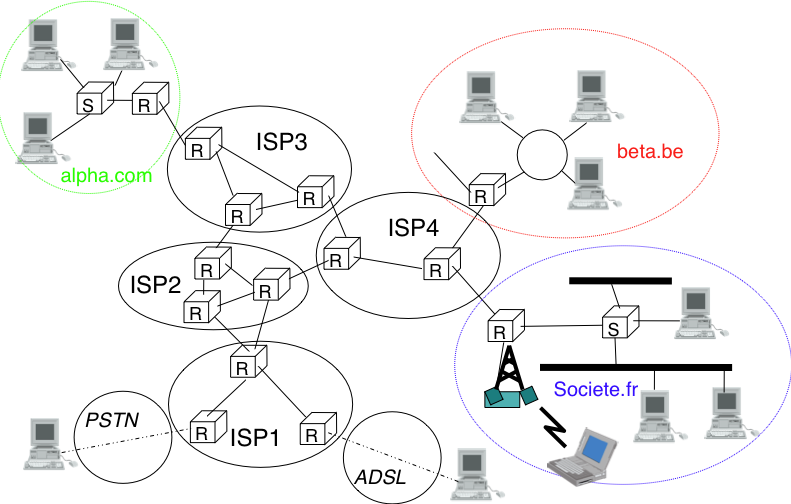 S
R
alpha.com
R
ISP3
R
R
beta.be
R
ISP4
R
R
R
ISP2
R
R
R
S
Societe.fr
R
R
ISP1
R
PSTN
ADSL